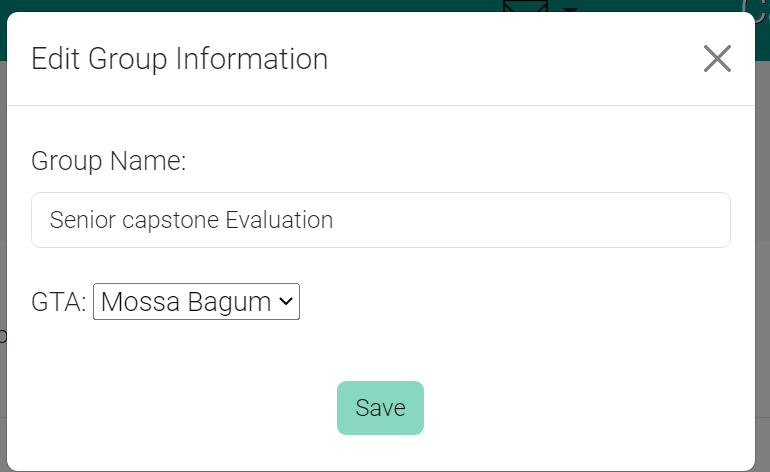 Edit Group Information
Group Name:
Senior capstone Evaluation
GTA: Mossa Bagum
Save